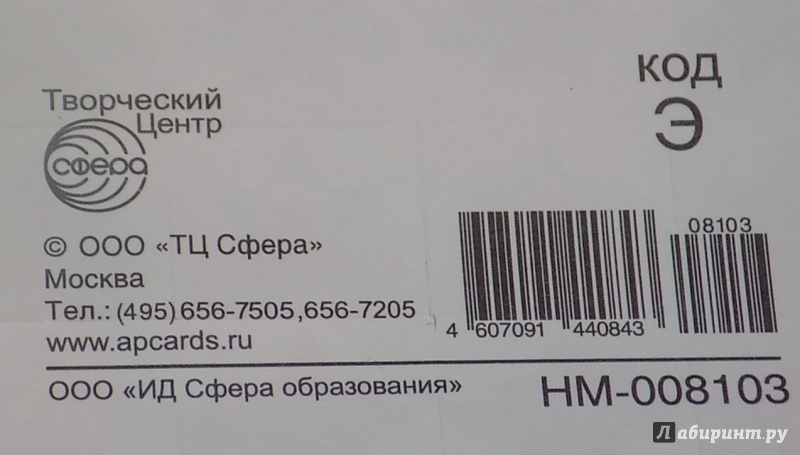 Творческий
Центр
сфера
© ООО «ТЦ Сфера»
Москва
Тел.: (495) 656-7505, 656-7205
www.apcards.ru
ООО «ИД Сфера образования»
КОД
Э
08103
4 607091 440843
НМ-008103
Лабиринт.ру